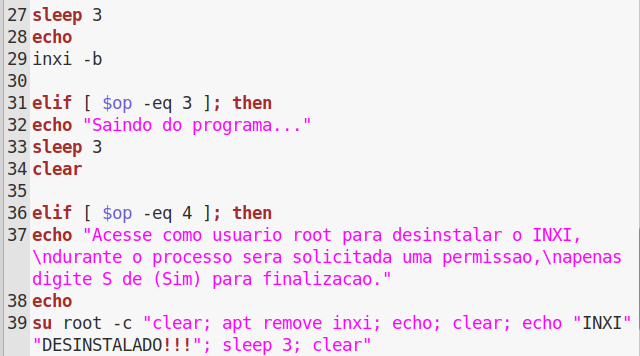 27 sleep 3
28 echo
29 inxi -b
30
31 elif [ $op -eq 3 ]; then
32 echo "Saindo do programa..."
33 sleep 3
34 clear
35
36 elif [ $op -eq 4 ]; then
37 echo "Acesse como usuario root para desinstalar o INXI,
\ndurante o processo sera solicitada uma permissao,\napenas
digite S de (Sim) para finalizacao."
38 echo
39 su root -c "clear; apt remove inxi; echo; clear; echo "INXI"
"DESINSTALADO!!!"; sleep 3; clear"